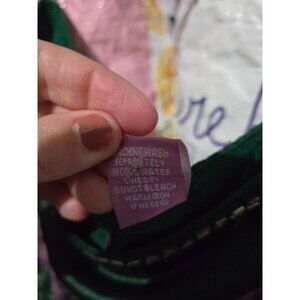 MACHINE WASH
SEPARATELY
IN COLD WATER
LINE DRY
DO NOT BLEACH
WARM IRON
IF NEEDED